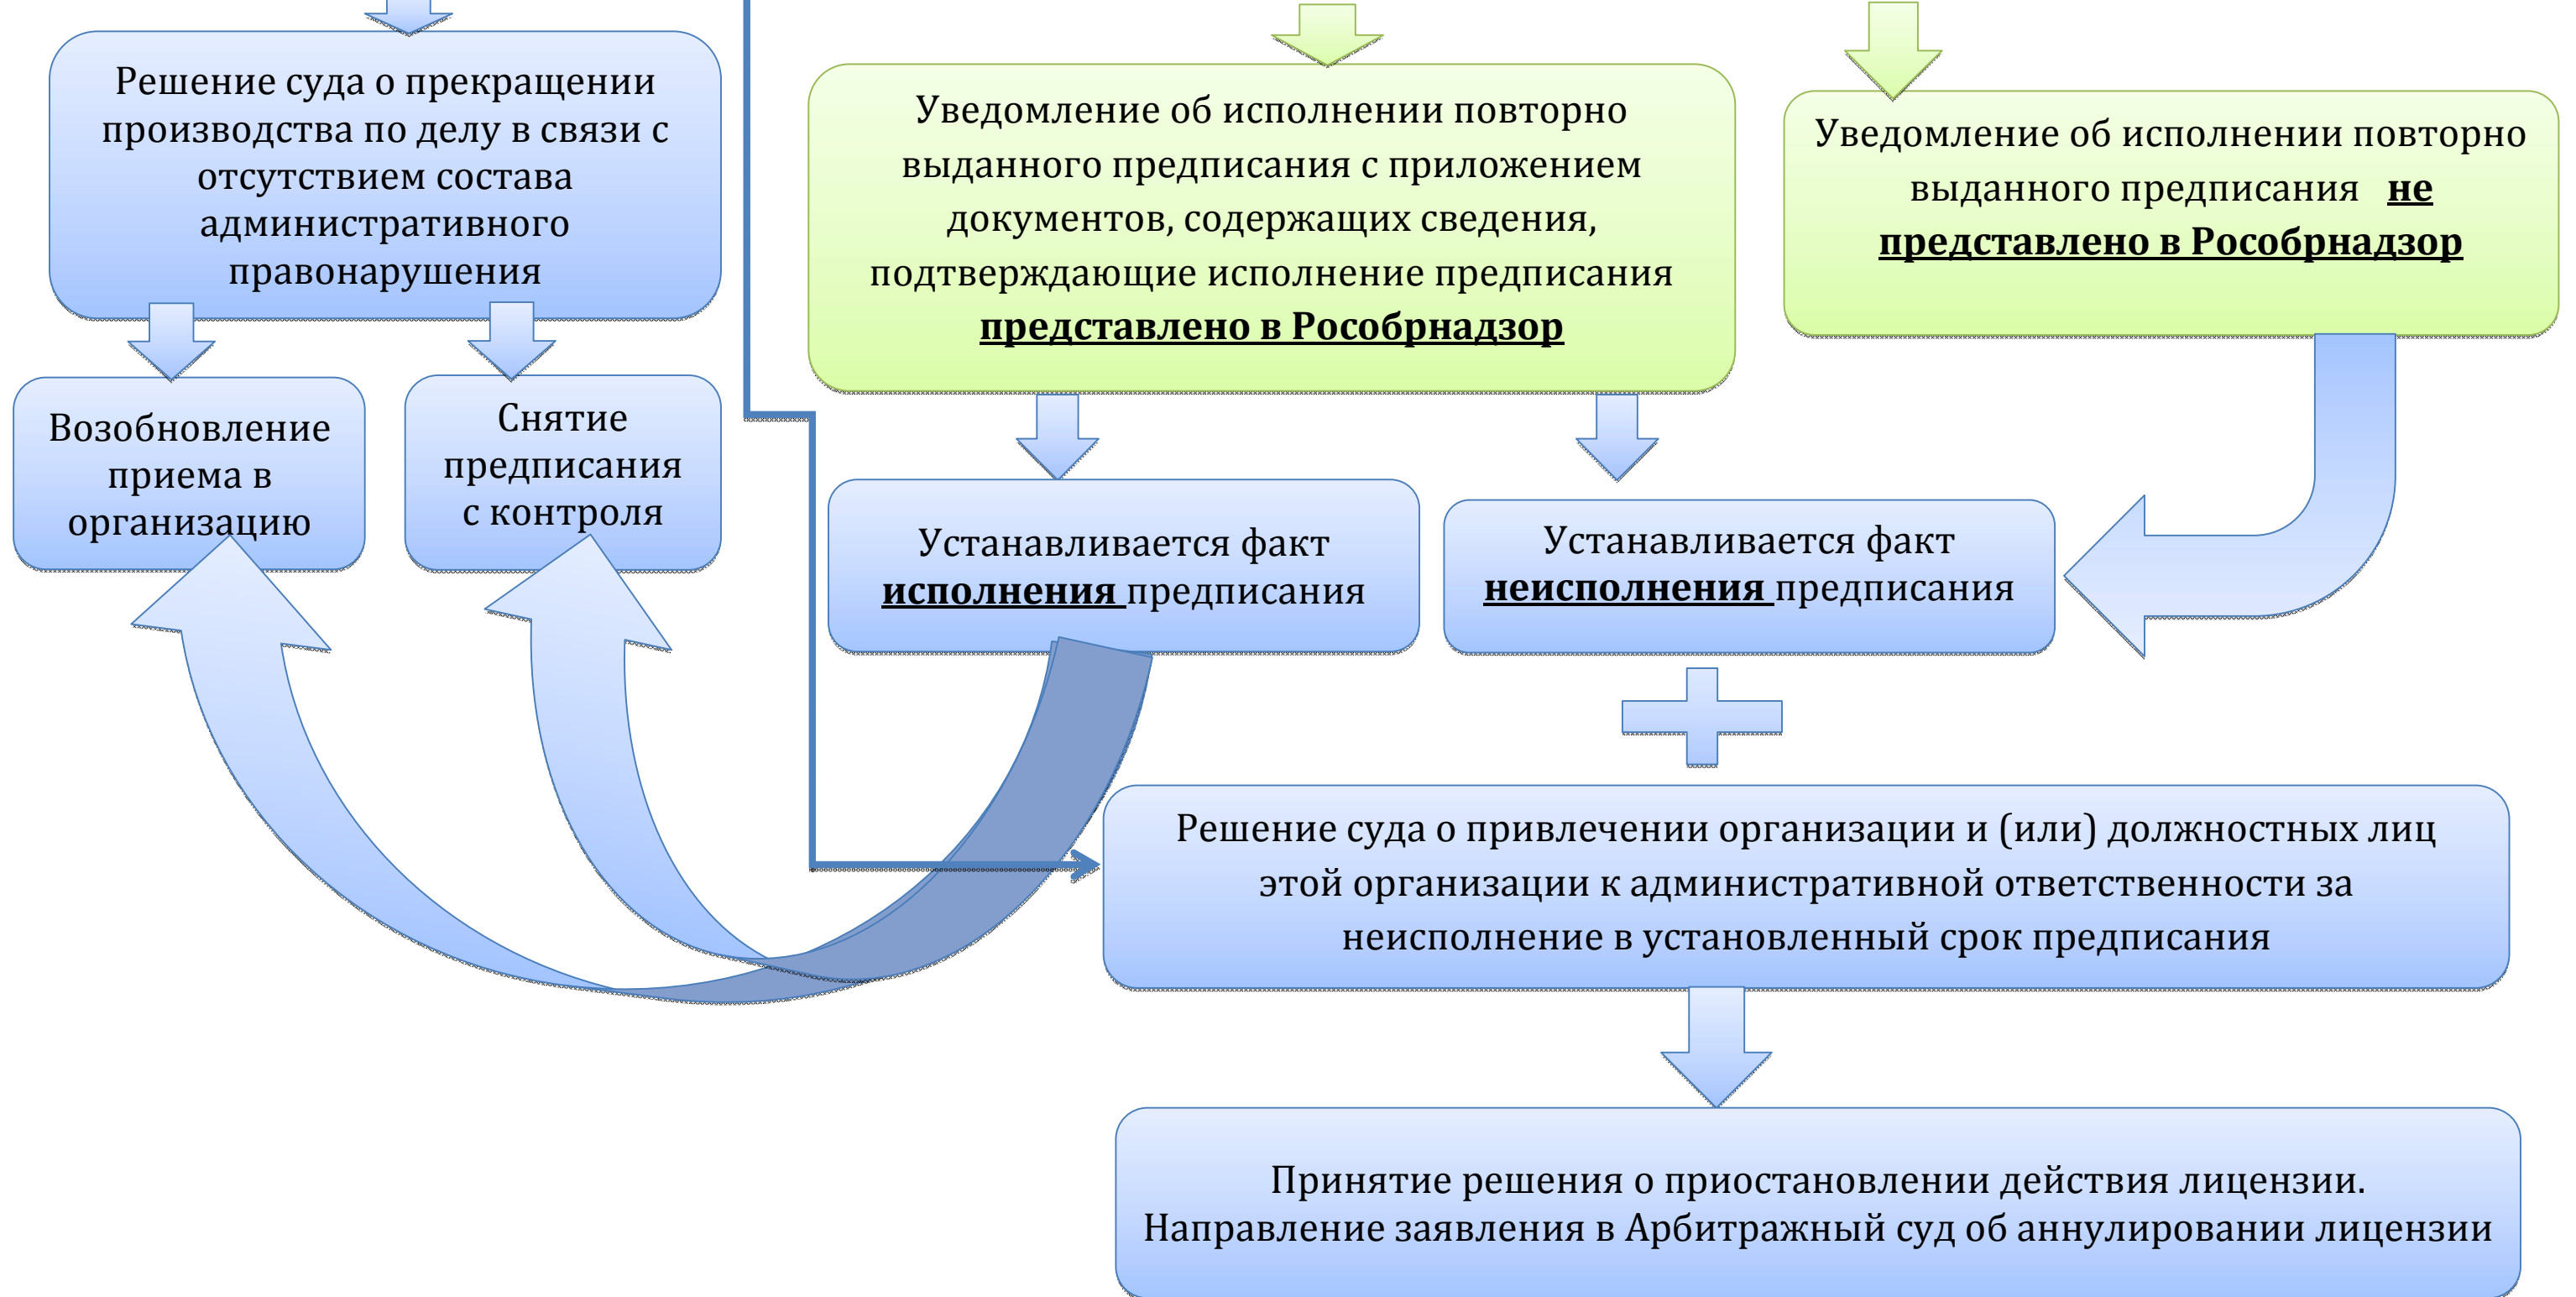 Решение суда о прекращении
производства по делу в связи с
отсутствием состава
административного
правонарушения
Уведомление об исполнении повторно
выданного предписания с приложением
документов, содержащих сведения,
подтверждающие исполнение предписания
представлено в Рособрнадзор
Уведомление об исполнении повторно
выданного предписания не
представлено в Рособрнадзор
Возобновление
приема в
организацию
Снятие
предписания
с контроля
Устанавливается факт
исполнения предписания
Устанавливается факт
неисполнения предписания
Решение суда о привлечении организации и (или) должностных лиц
этой организации к административной ответственности за
неисполнение в установленный срок предписания
Принятие решения о приостановлении действия лицензии.
Направление заявления в Арбитражный суд об аннулировании лицензии